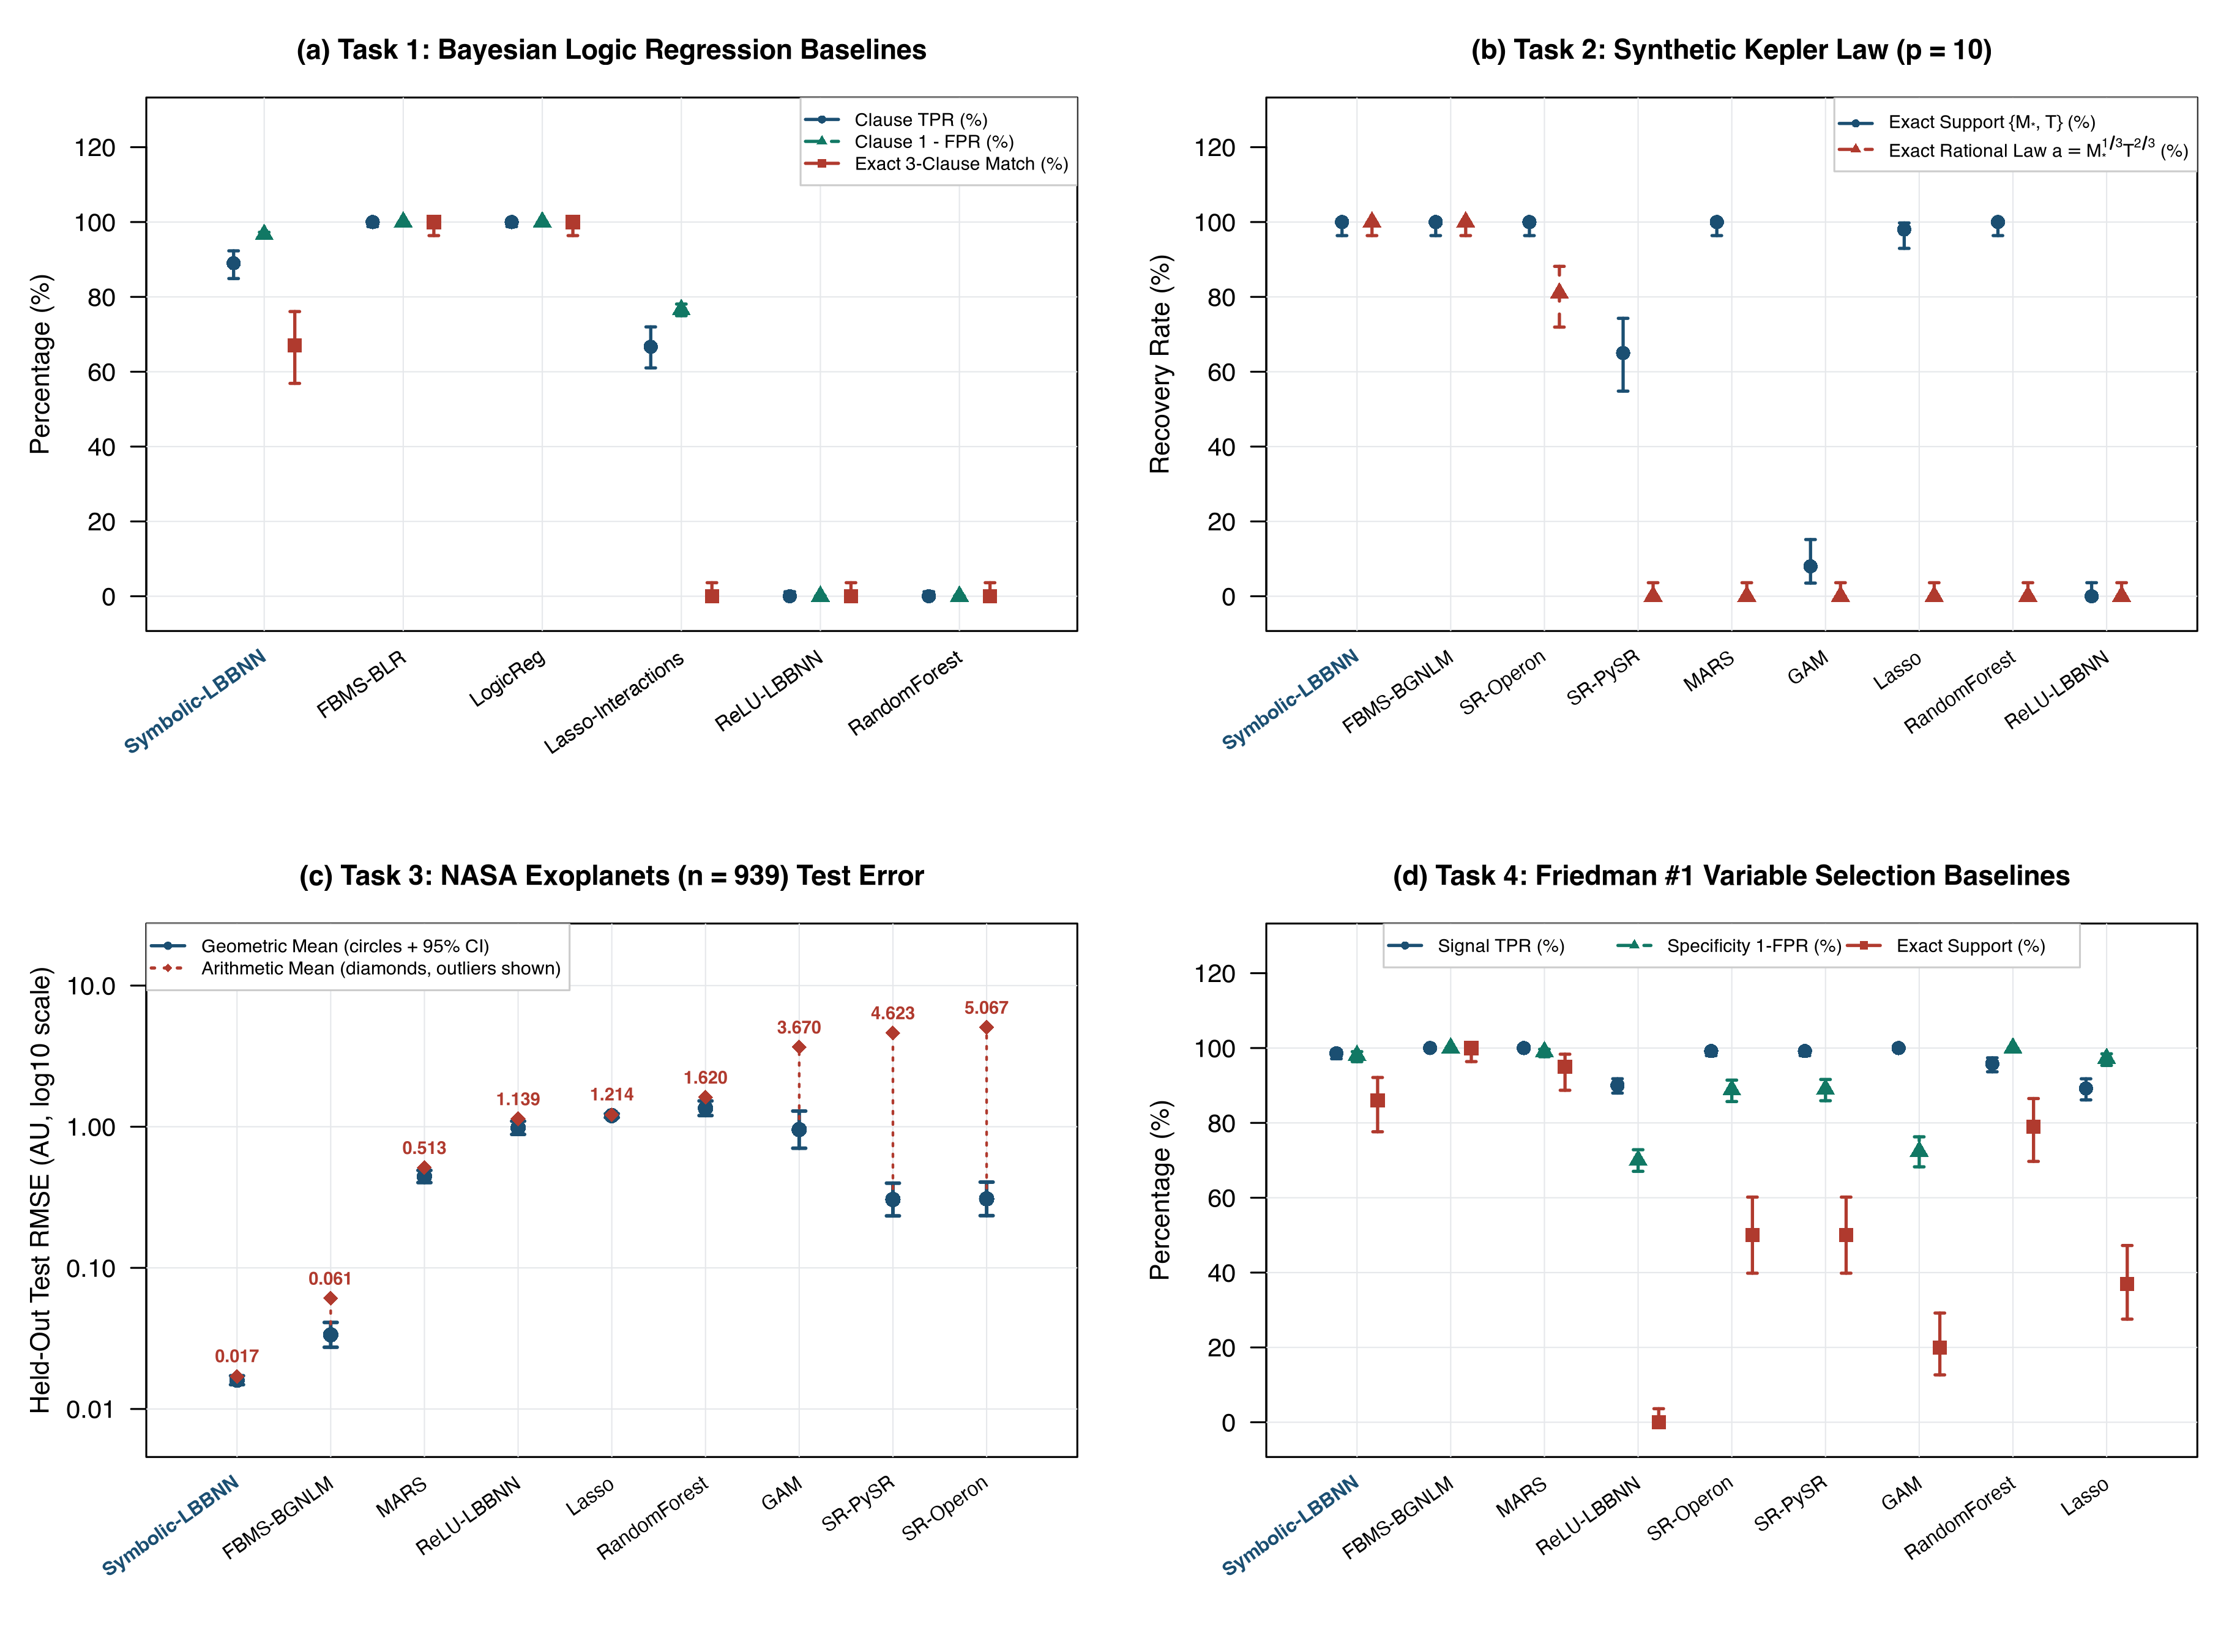 (a) Task 1: Bayesian Logic Regression Baselines
Clause TPR (%)
Clause 1 - FPR (%)
Exact 3-Clause Match (%)
Percentage (%)
120
100
80
60
40
20
0
Symbolic-LBBNN
FBMS-BLR
LogicReg
Lasso-Interactions
ReLU-LBBNN
RandomForest
(b) Task 2: Synthetic Kepler Law (p = 10)
Exact Support {M*, T} (%)
Exact Rational Law a = M*^1/3 T^2/3 (%)
Recovery Rate (%)
120
100
80
60
40
20
0
Symbolic-LBBNN
FBMS-BGNLM
SR-Operon
SR-PySR
MARS
GAM
Lasso
RandomForest
ReLU-LBBNN
(c) Task 3: NASA Exoplanets (n = 939) Test Error
Geometric Mean (circles + 95% CI)
Arithmetic Mean (diamonds, outliers shown)
Held-Out Test RMSE (AU, log10 scale)
10.0
1.00
0.10
0.01
0.017
0.061
0.513
1.139
1.214
1.620
3.670
4.623
5.067
Symbolic-LBBNN
FBMS-BGNLM
MARS
ReLU-LBBNN
Lasso
RandomForest
GAM
SR-PySR
SR-Operon
(d) Task 4: Friedman #1 Variable Selection Baselines
Signal TPR (%)
Specificity 1-FPR (%)
Exact Support (%)
Percentage (%)
120
100
80
60
40
20
0
Symbolic-LBBNN
FBMS-BGNLM
MARS
ReLU-LBBNN
SR-Operon
SR-PySR
GAM
RandomForest
Lasso